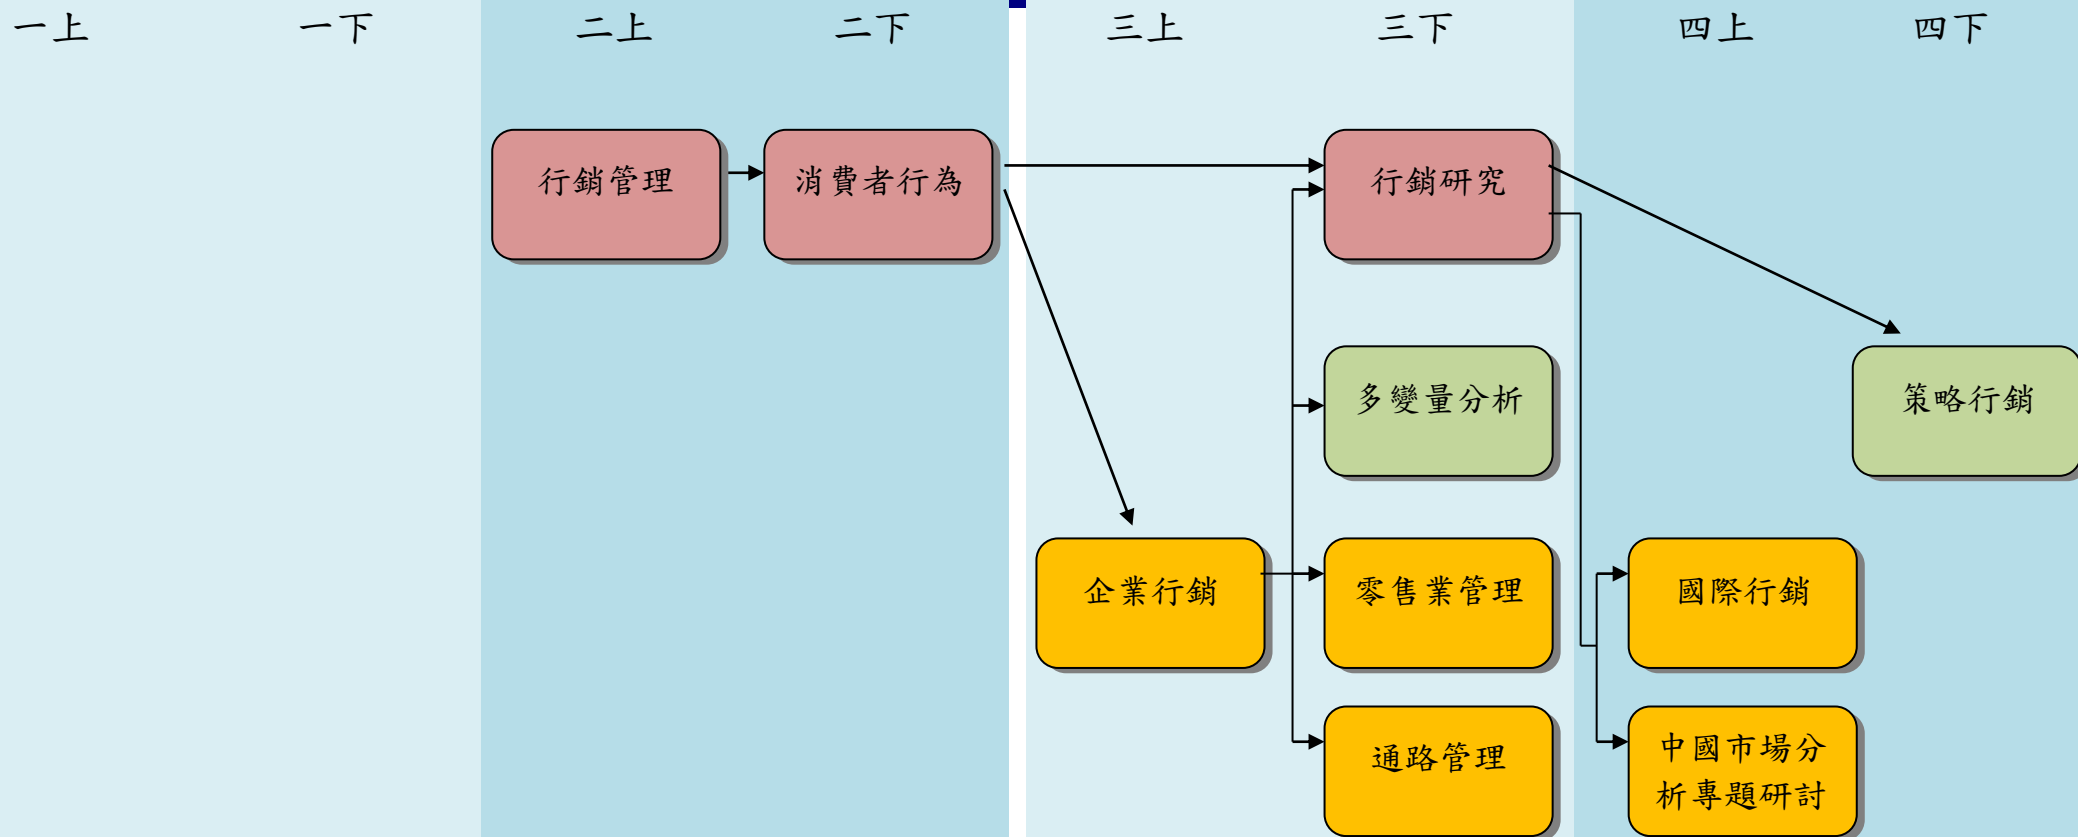 一上
一下
二上
二下
三上
三下
四上
四下
行銷管理
消費者行為
行銷研究
多變量分析
策略行銷
企業行銷
零售業管理
國際行銷
通路管理
中國市場分
析專題研討